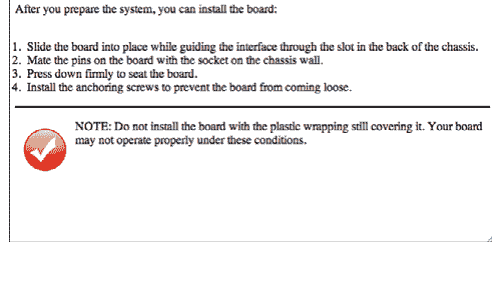 After you prepare the system, you can install the board:
1. Slide the board into place while guiding the interface through the slot in the back of the chassis.
2. Mate the pins on the board with the socket on the chassis wall.
3. Press down firmly to seat the board.
4. Install the anchoring screws to prevent the board from coming loose.
NOTE: Do not install the board with the plastic wrapping still covering it. Your board
may not operate properly under these conditions.